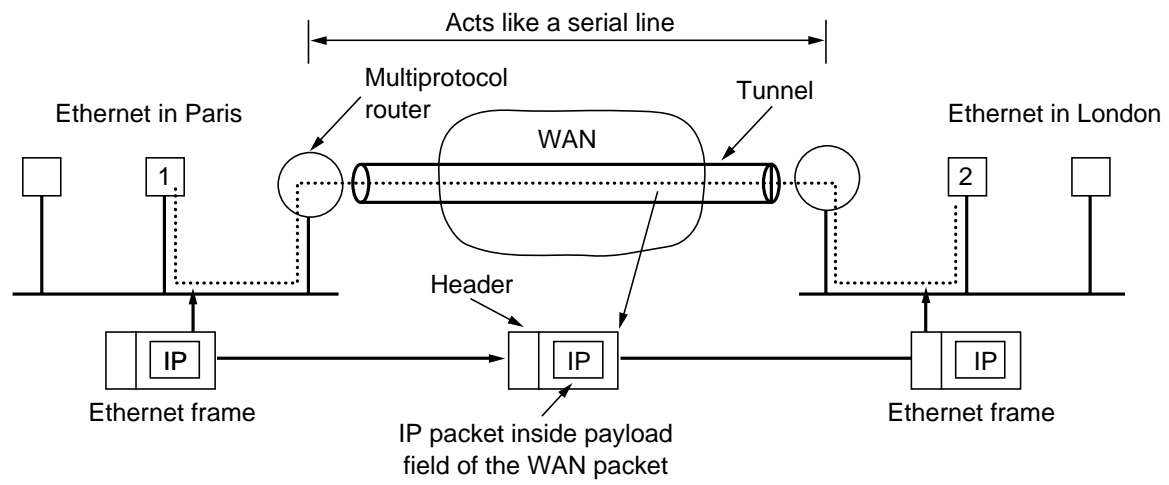 Acts like a serial line
Multiprotocol
router
Tunnel
Ethernet in Paris
Ethernet in London
WAN
1
2
Header
IP
IP
IP
Ethernet frame
Ethernet frame
IP packet inside payload
field of the WAN packet